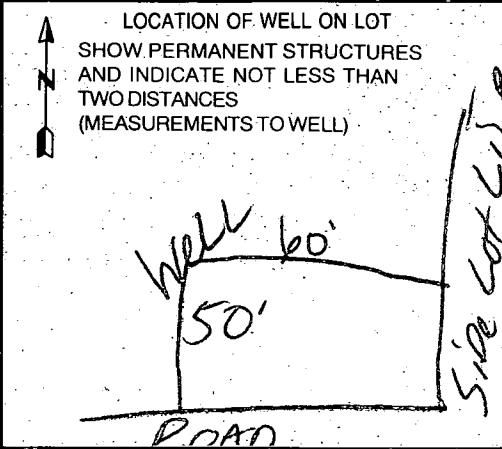 LOCATION OF WELL ON LOT
N
SHOW PERMANENT STRUCTURES
AND INDICATE NOT LESS THAN
TWO DISTANCES
(MEASUREMENTS TO WELL)
Well
60'
50'
Side Lot Line
ROAD